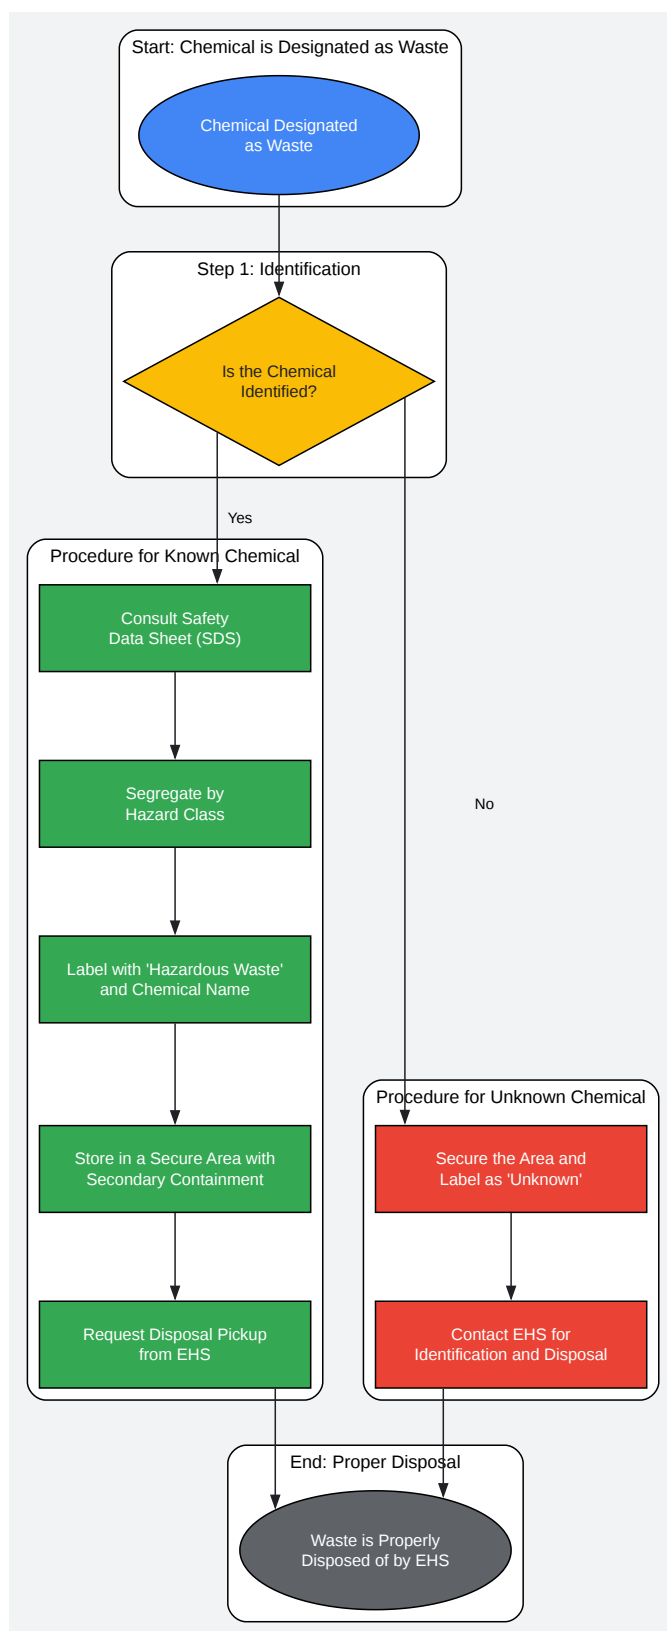 Start: Chemical is Designated as Waste
Chemical Designated
as Waste
Step 1: Identification
Is the Chemical
Identified?
Yes
No
Procedure for Known Chemical
Consult Safety
Data Sheet (SDS)
Segregate by
Hazard Class
Label with 'Hazardous Waste'
and Chemical Name
Store in a Secure Area with
Secondary Containment
Request Disposal Pickup
from EHS
Procedure for Unknown Chemical
Secure the Area and
Label as 'Unknown'
Contact EHS for
Identification and Disposal
End: Proper Disposal
Waste is Properly
Disposed of by EHS